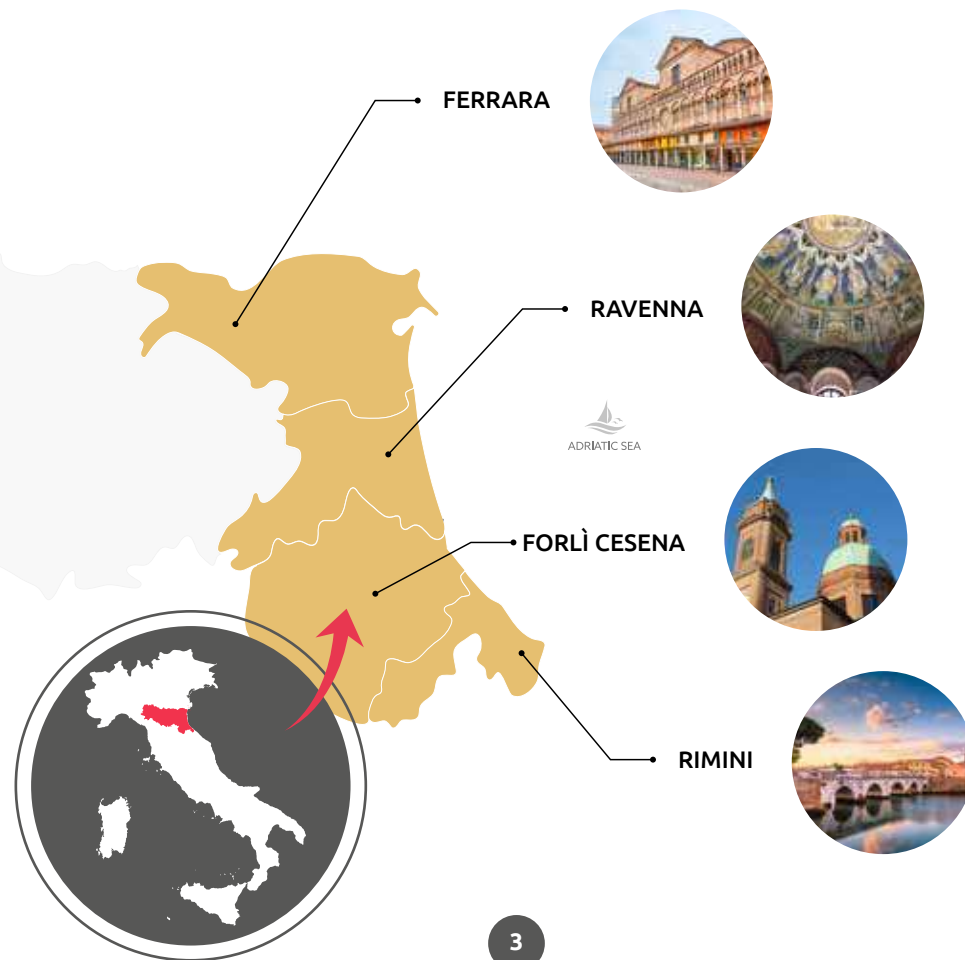 FERRARA
RAVENNA
ADRIATIC SEA
FORLÌ CESENA
RIMINI
3